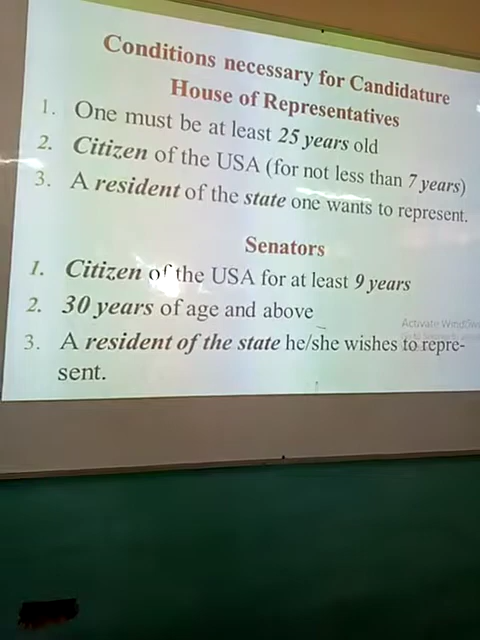 Conditions necessary for Candidature
House of Representatives
1. One must be at least 25 years old
2. Citizen of the USA (for not less than 7 years)
3. A resident of the state one wants to represent.
Senators
1. Citizen of the USA for at least 9 years
2. 30 years of age and above
3. A resident of the state he/she wishes to repre-
sent.
Activate Windows